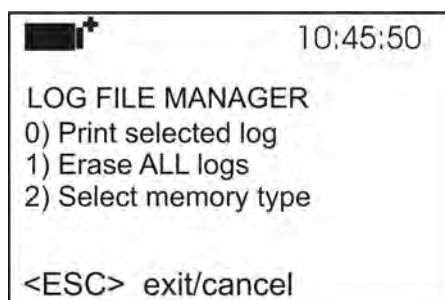 10:45:50
LOG FILE MANAGER
0) Print selected log
1) Erase ALL logs
2) Select memory type
<ESC> exit/cancel